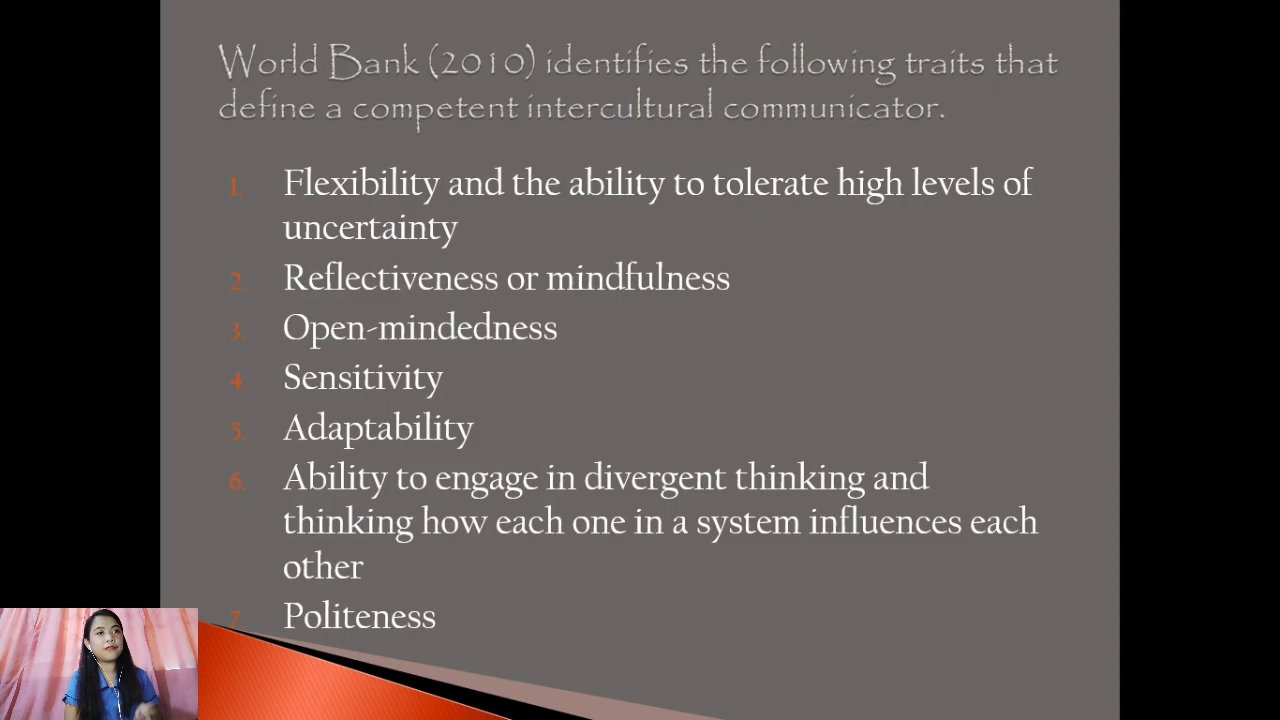 World Bank (2010) identifies the following traits that
define a competent intercultural communicator.
1. Flexibility and the ability to tolerate high levels of
uncertainty
2. Reflectiveness or mindfulness
3. Open-mindedness
4. Sensitivity
5. Adaptability
6. Ability to engage in divergent thinking and
thinking how each one in a system influences each
other
7. Politeness